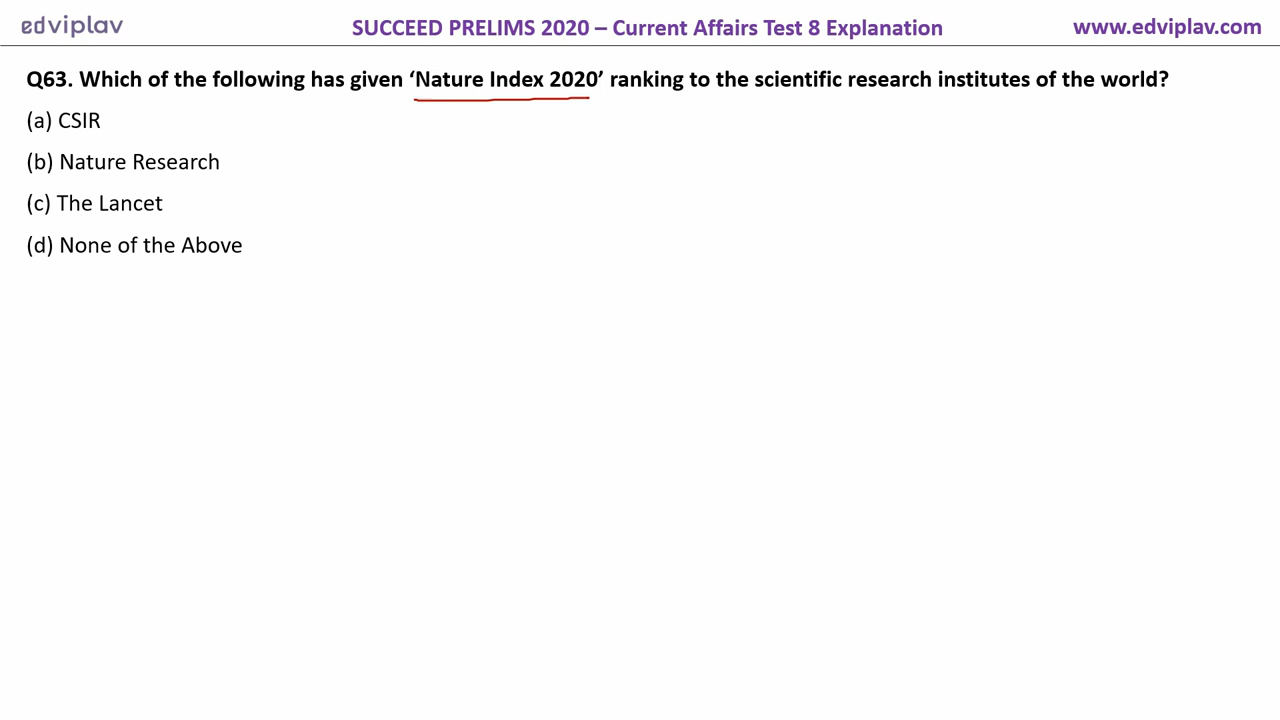 edviplav
SUCCEED PRELIMS 2020 – Current Affairs Test 8 Explanation
www.edviplav.com
Q63. Which of the following has given ‘Nature Index 2020’ ranking to the scientific research institutes of the world?
(a) CSIR
(b) Nature Research
(c) The Lancet
(d) None of the Above